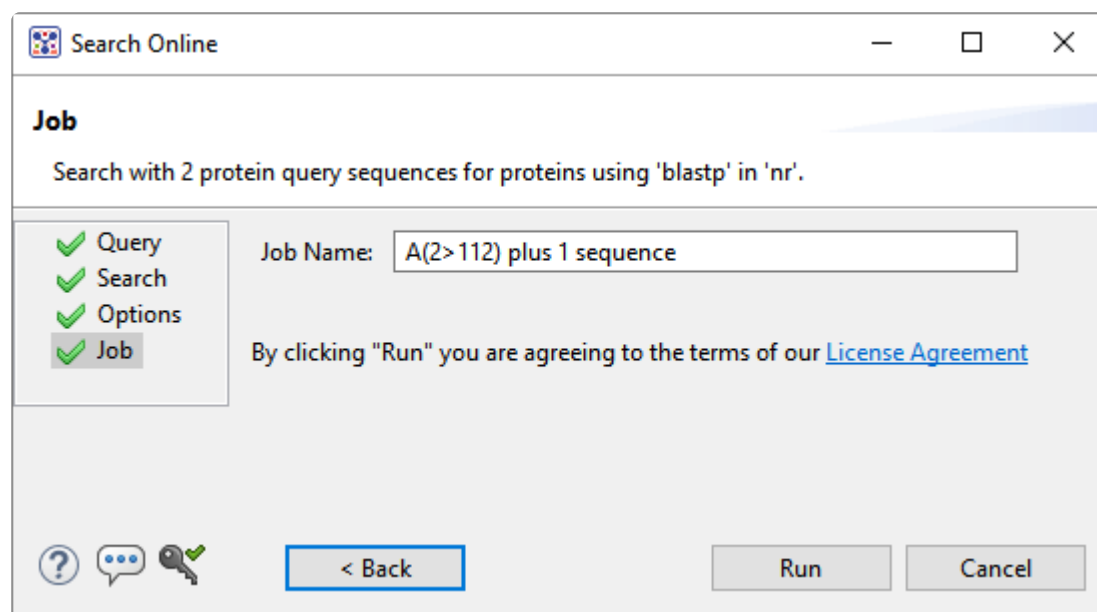 Search Online
Job
Search with 2 protein query sequences for proteins using 'blastp' in 'nr'.
Query
Search
Options
Job
Job Name: A(2>112) plus 1 sequence
By clicking "Run" you are agreeing to the terms of our License Agreement
? < Back Run Cancel